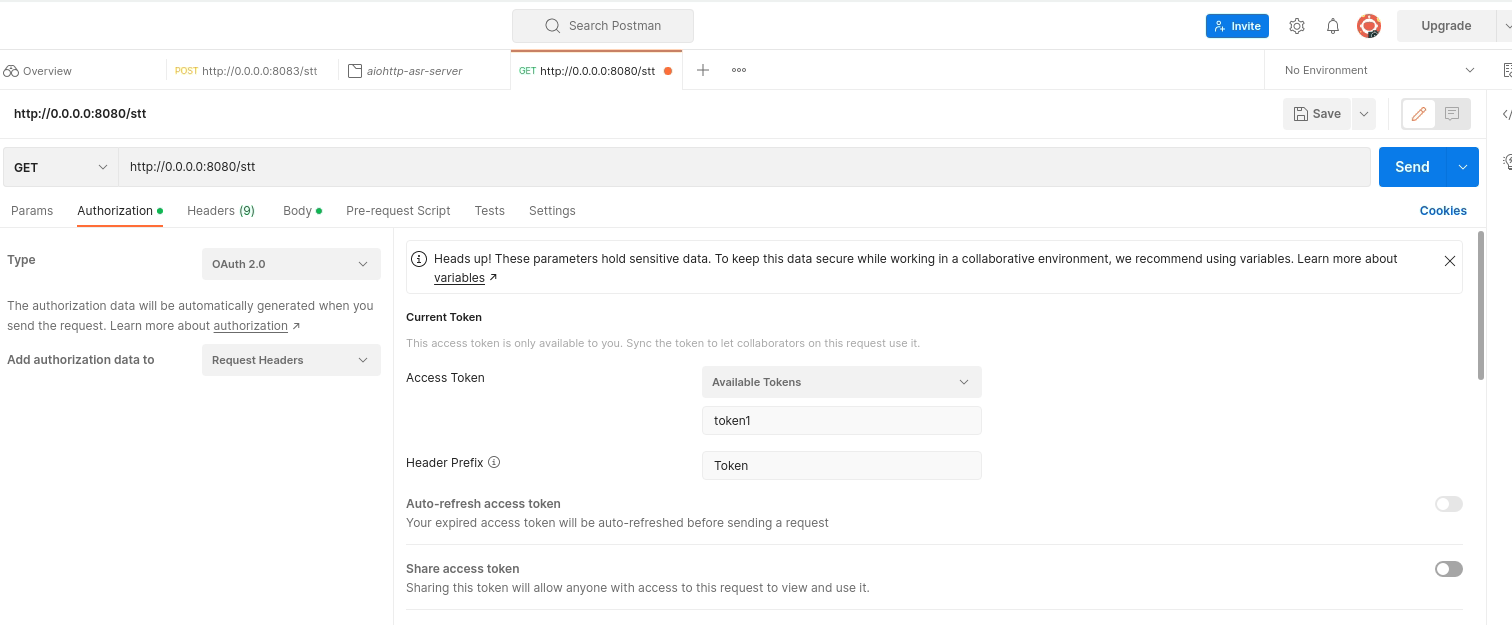 Search Postman
Invite
Upgrade
Overview
POST http://0.0.0.0:8083/stt
aiohttp-asr-server
GET http://0.0.0.0:8080/stt
No Environment
http://0.0.0.0:8080/stt
Save
GET
http://0.0.0.0:8080/stt
Send
Params
Authorization
Headers (9)
Body
Pre-request Script
Tests
Settings
Cookies
Type
OAuth 2.0
The authorization data will be automatically generated when you
send the request. Learn more about authorization ↗
Add authorization data to
Request Headers
Heads up! These parameters hold sensitive data. To keep this data secure while working in a collaborative environment, we recommend using variables. Learn more about
variables ↗
Current Token
This access token is only available to you. Sync the token to let collaborators on this request use it.
Access Token
Available Tokens
token1
Header Prefix
Token
Auto-refresh access token
Your expired access token will be auto-refreshed before sending a request
Share access token
Sharing this token will allow anyone with access to this request to view and use it.